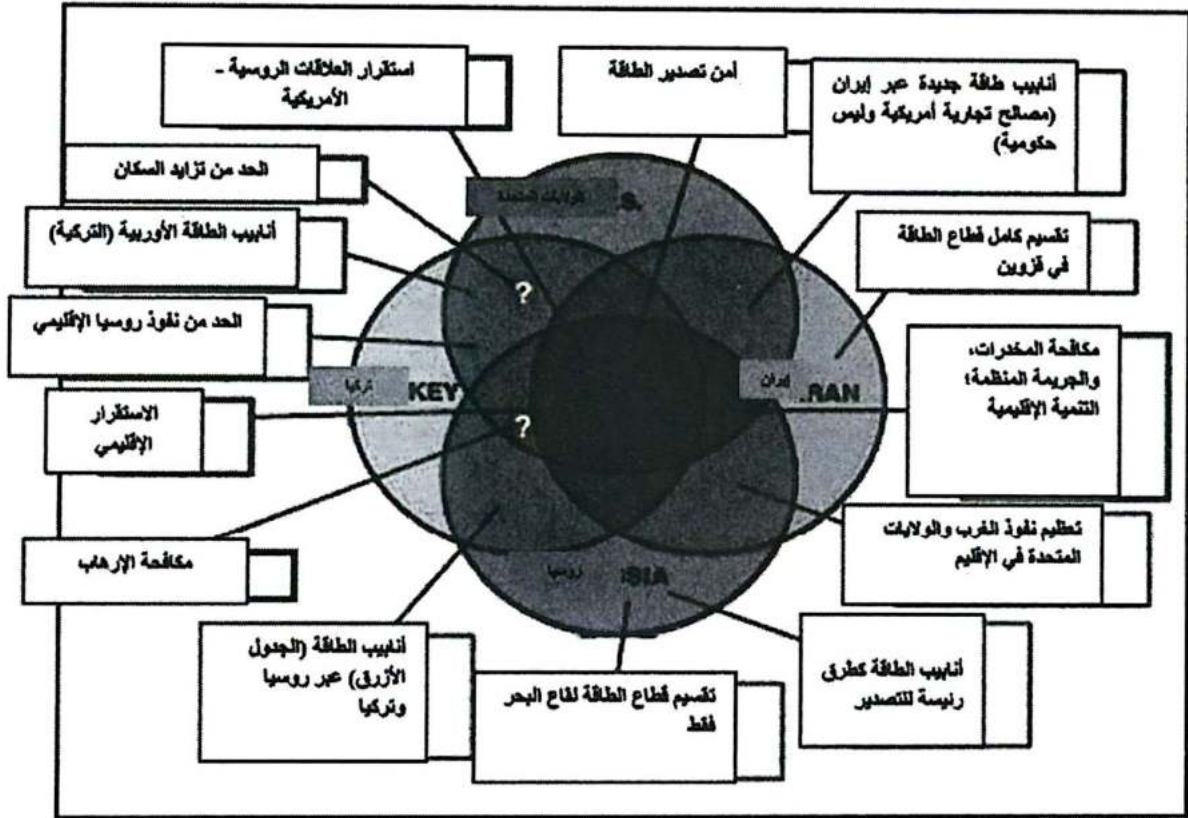 استقرار العلاقات الروسية -
الأمريكية
أمن تصدير الطاقة
أنابيب طاقة جديدة عبر إيران
(مصالح تجارية أمريكية وليس
حكومية)
الحد من تزايد السكان
الولايات المتحدة
.S.
أنابيب الطاقة الأوربية (التركية)
تقسيم كامل قطاع الطاقة
في قزوين
?
الحد من نفوذ روسيا الإقليمي
مكافحة المخدرات،
والجريمة المنظمة؛
التنمية الإقليمية
تركيا
KEY
إيران
.RAN
الاستقرار
الإقليمي
?
تعظيم نفوذ الغرب والولايات
المتحدة في الإقليم
مكافحة الإرهاب
روسيا
SIA
أنابيب الطاقة (الجدول
الأزرق) عبر روسيا
وتركيا
تقسيم قطاع الطاقة لقاع البحر
فقط
أنابيب الطاقة كطرق
رئيسة للتصدير